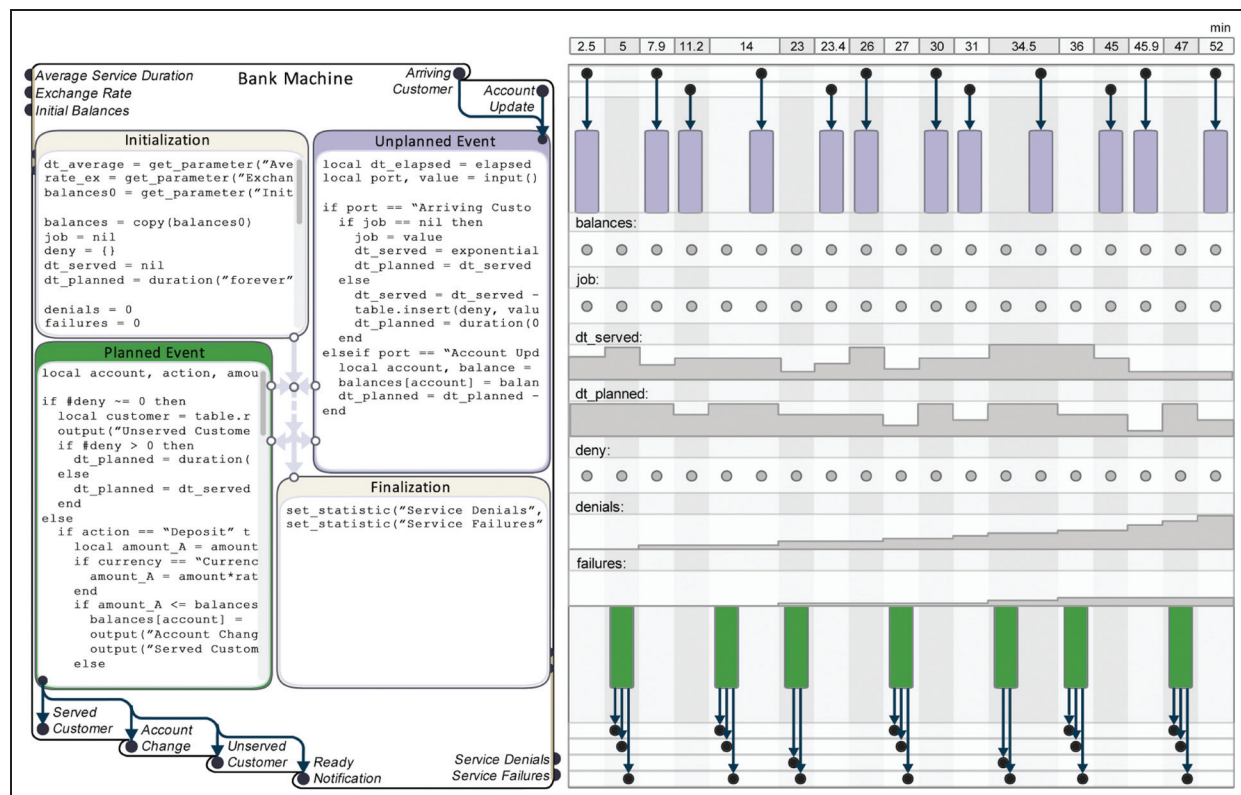 Average Service Duration
Exchange Rate
Initial Balances
Bank Machine
Arriving
Customer
Account
Update
Initialization
dt_average = get_parameter("Ave
rate_ex = get_parameter("Exchan
balances0 = get_parameter("Init
balances = copy(balances0)
job = nil
deny = {}
dt_served = nil
dt_planned = duration("forever"
denials = 0
failures = 0
Unplanned Event
local dt_elapsed = elapsed
local port, value = input()
if port == "Arriving Custo
if job == nil then
job = value
dt_served = exponential
dt_planned = dt_served
else
dt_served = dt_served -
table.insert(deny, valu
dt_planned = duration(0
end
elseif port == "Account Upd
local account, balance =
balances[account] = balan
dt_planned = dt_planned -
end
Planned Event
local account, action, amou
if #deny ~= 0 then
local customer = table.r
output("Unserved Custome
if #deny > 0 then
dt_planned = duration(
else
dt_planned = dt_served
end
else
if action == "Deposit" t
local amount_A = amount
if currency == "Currenc
amount_A = amount*rat
end
if amount_A <= balances
balances[account] =
output("Account Chang
output("Served Custom
else
Finalization
set_statistic("Service Denials",
set_statistic("Service Failures"
Served
Customer
Account
Change
Unserved
Customer
Ready
Notification
Service Denials
Service Failures
min
2.5 5 7.9 11.2 14 23 23.4 26 27 30 31 34.5 36 45 45.9 47 52
balances:
job:
dt_served:
dt_planned:
deny:
denials:
failures: